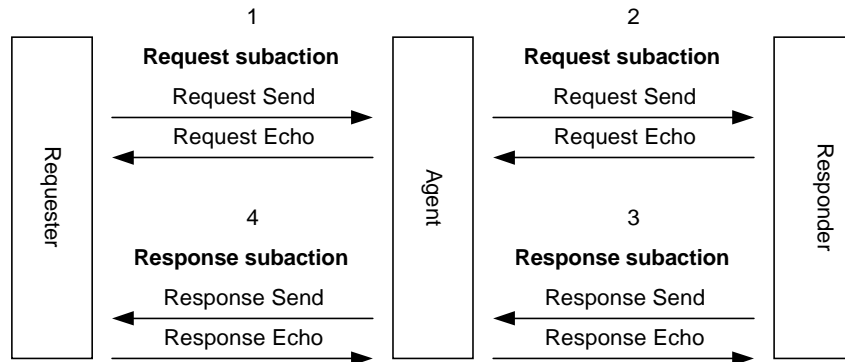 1
2
Request subaction
Request subaction
Request Send
Request Send
Request Echo
Request Echo
Requester
Agent
Responder
4
3
Response subaction
Response subaction
Response Send
Response Send
Response Echo
Response Echo